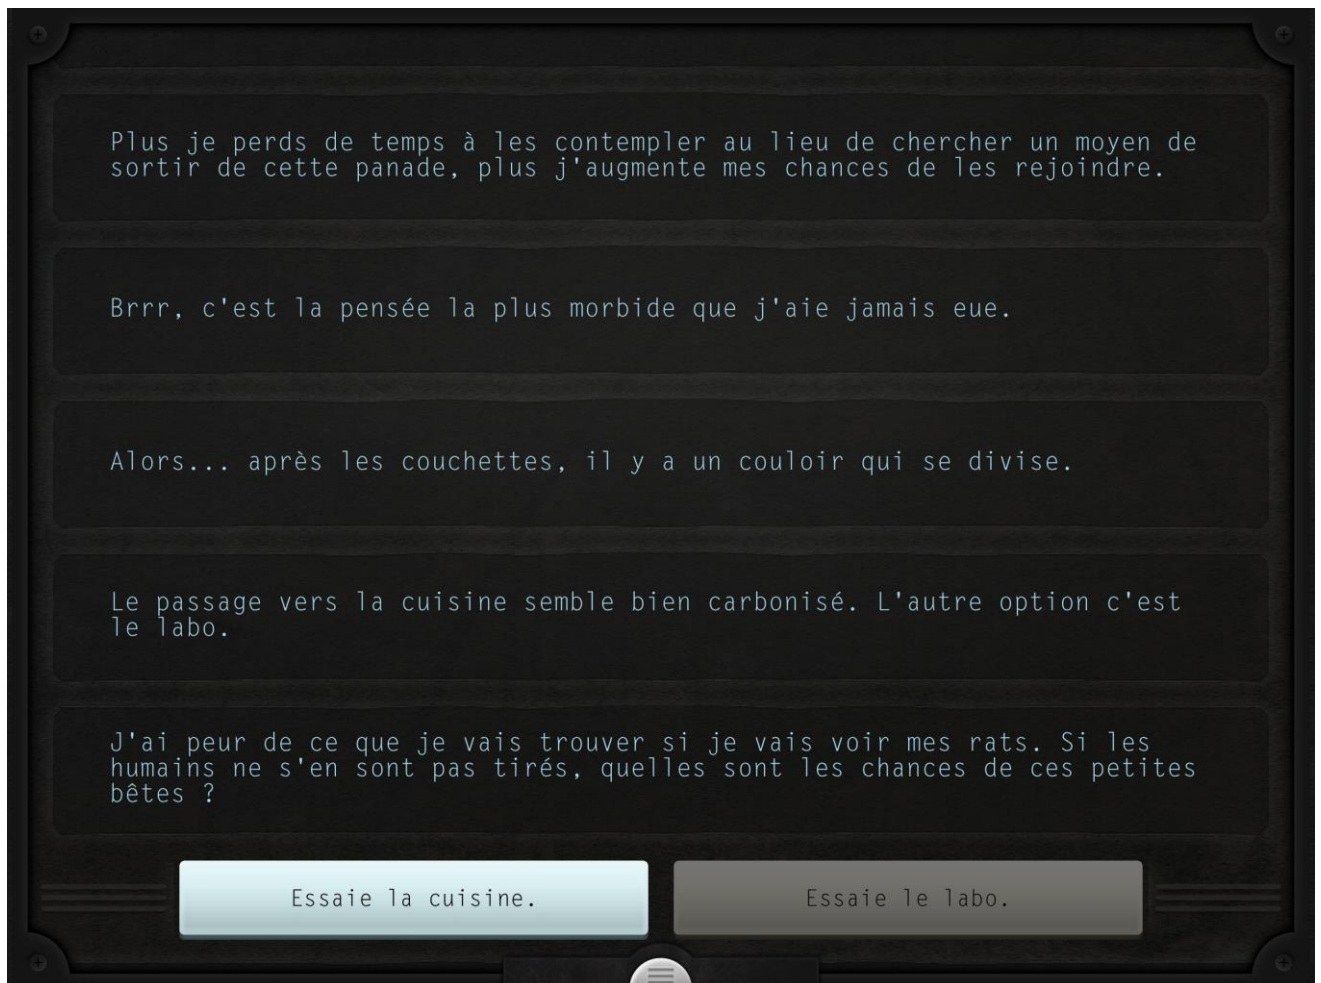 Plus je perds de temps à les contempler au lieu de chercher un moyen de
sortir de cette panade, plus j'augmente mes chances de les rejoindre.
Brrr, c'est la pensée la plus morbide que j'aie jamais eue.
Alors... après les couchettes, il y a un couloir qui se divise.
Le passage vers la cuisine semble bien carbonisé. L'autre option c'est
le labo.
J'ai peur de ce que je vais trouver si je vais voir mes rats. Si les
humains ne s'en sont pas tirés, quelles sont les chances de ces petites
bêtes ?
Essaie la cuisine.
Essaie le labo.